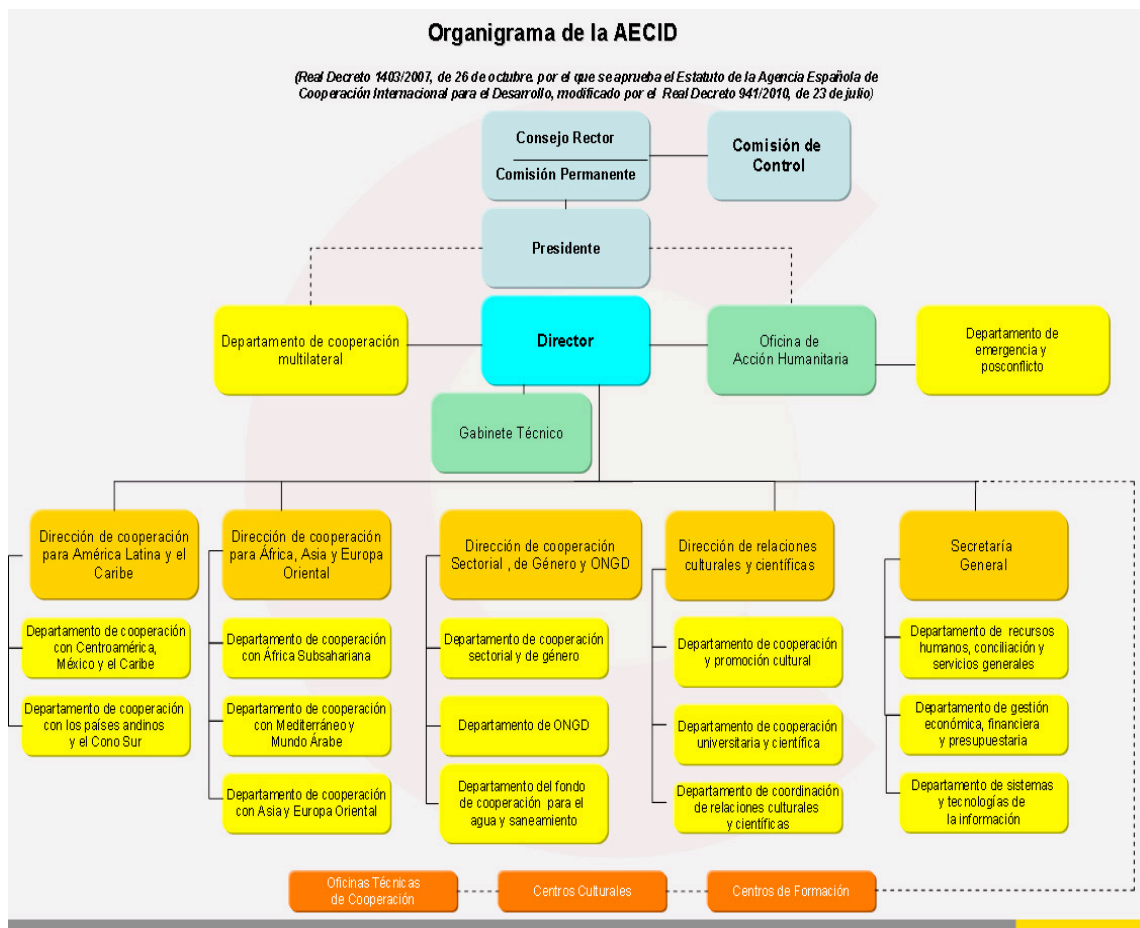 Organigrama de la AECID
(Real Decreto 1403/2007, de 26 de octubre. por el que se aprueba el Estatuto de la Agencia Española de
Cooperación Internacional para el Desarrollo, modificado por el Real Decreto 941/2010, de 23 de julio)
Consejo Rector
Comisión Permanente
Comisión de
Control
Presidente
Departamento de cooperación
multilateral
Director
Oficina de
Acción Humanitaria
Departamento de
emergencia y
posconflicto
Gabinete Técnico
Dirección de cooperación
para América Latina y el
Caribe
Dirección de cooperación
para África, Asia y Europa
Oriental
Dirección de cooperación
Sectorial , de Género y ONGD
Dirección de relaciones
culturales y científicas
Secretaría
General
Departamento de cooperación
con Centroamérica,
México y el Caribe
Departamento de cooperación
con África Subsahariana
Departamento de cooperación
sectorial y de género
Departamento de cooperación
y promoción cultural
Departamento de recursos
humanos, conciliación y
servicios generales
Departamento de cooperación
con los países andinos
y el Cono Sur
Departamento de cooperación
con Mediterráneo y
Mundo Árabe
Departamento de ONGD
Departamento de cooperación
universitaria y científica
Departamento de gestión
económica, financiera
y presupuestaria
Departamento de cooperación
con Asia y Europa Oriental
Departamento del fondo
de cooperación para el
agua y saneamiento
Departamento de coordinación
de relaciones culturales
y científicas
Departamento de sistemas
y tecnologías de
la información
Oficinas Técnicas
de Cooperación
Centros Culturales
Centros de Formación